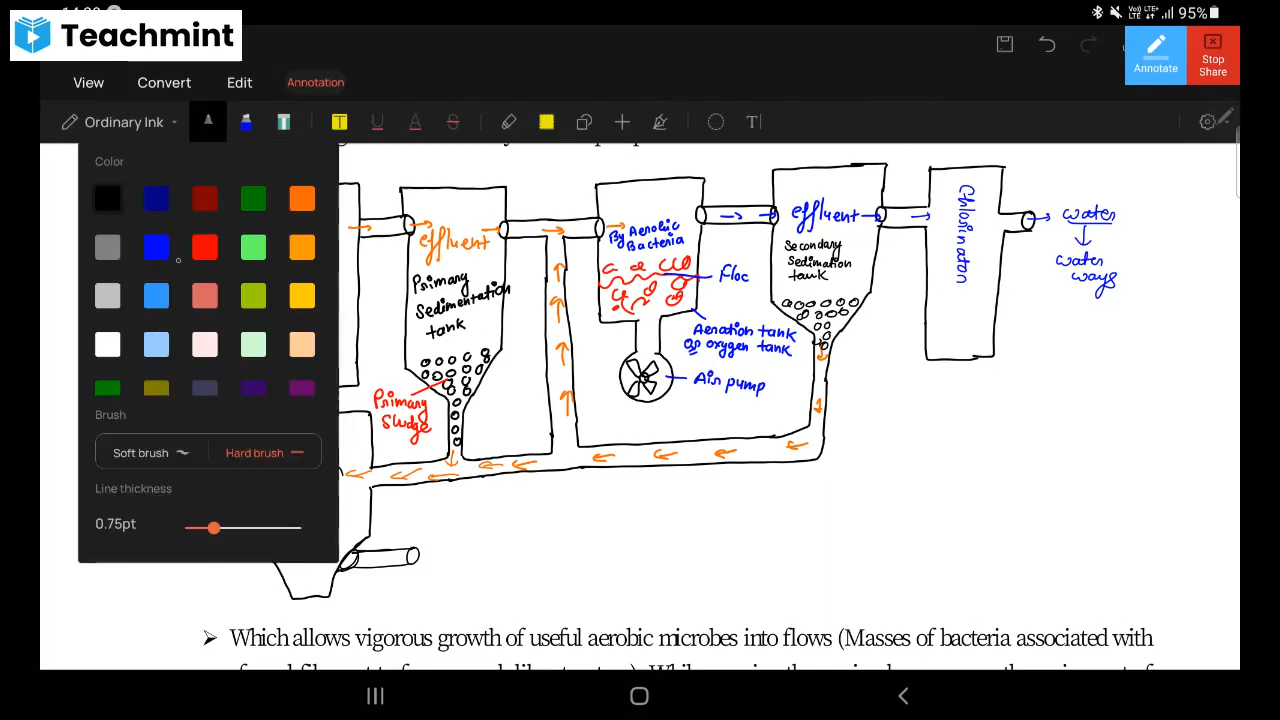 Teachmint
95%
Annotate
Stop
Share
View
Convert
Edit
Annotation
Ordinary Ink
Color
Brush
Soft brush
Hard brush
Line thickness
0.75pt
effluent
Primary
Sedimentation
tank
Primary
Sludge
By Aerobic
Bacteria
Floc
Aeration tank
or oxygen tank
Air pump
effluent
Secondary
Sedimation
tank
Chlorinator
water
water
ways
➤ Which allows vigorous growth of useful aerobic microbes into flows (Masses of bacteria associated with